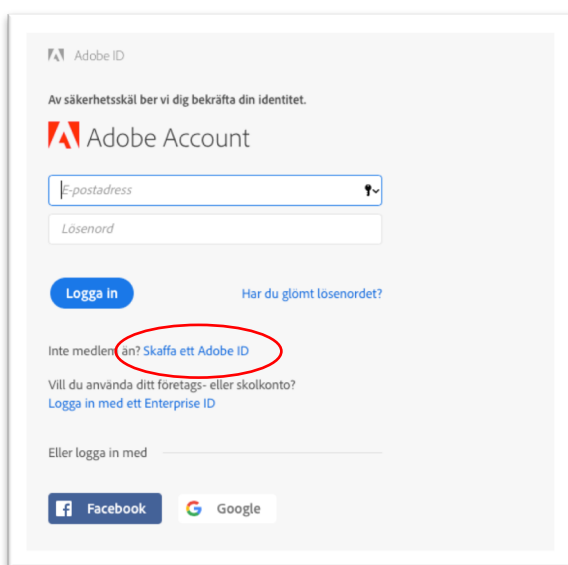 Adobe ID
Av säkerhetsskäl ber vi dig bekräfta din identitet.
Adobe Account
E-postadress
Lösenord
Logga in
Har du glömt lösenordet?
Inte medlem än? Skaffa ett Adobe ID
Vill du använda ditt företags- eller skolkonto?
Logga in med ett Enterprise ID
Eller logga in med
Facebook
Google